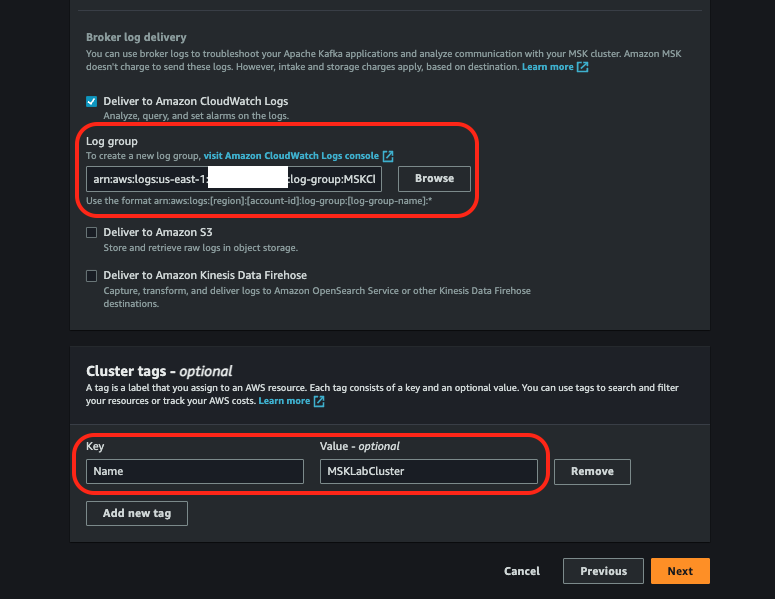 Broker log delivery
You can use broker logs to troubleshoot your Apache Kafka applications and analyze communication with your MSK cluster. Amazon MSK
doesn't charge to send these logs. However, intake and storage charges apply, based on destination. Learn more
Deliver to Amazon CloudWatch Logs
Analyze, query, and set alarms on the logs.
Log group
To create a new log group, visit Amazon CloudWatch Logs console
arn:aws:logs:us-east-1: :log-group:MSKCl
Browse
Use the format arn:aws:logs:[region]:[account-id]:log-group:[log-group-name]:*
Deliver to Amazon S3
Store and retrieve raw logs in object storage.
Deliver to Amazon Kinesis Data Firehose
Capture, transform, and deliver logs to Amazon OpenSearch Service or other Kinesis Data Firehose
destinations.
Cluster tags - optional
A tag is a label that you assign to an AWS resource. Each tag consists of a key and an optional value. You can use tags to search and filter
your resources or track your AWS costs. Learn more
Key Value - optional
Name MSKLabCluster Remove
Add new tag
Cancel Previous Next